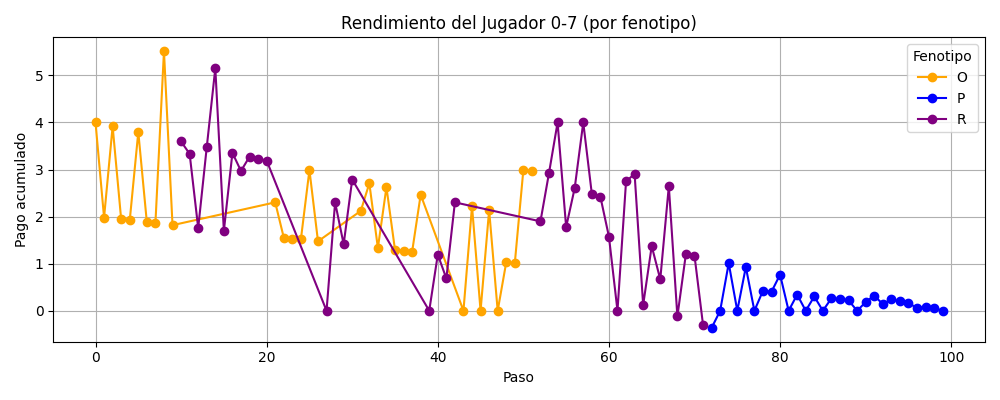 Rendimiento del Jugador 0-7 (por fenotipo)
Pago acumulado
5
4
3
2
1
0
0
20
40
60
80
100
Paso
Fenotipo
O
P
R